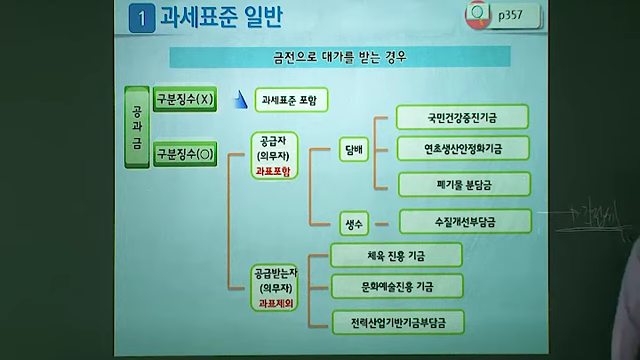 1 과세표준 일반
p357
금전으로 대가를 받는 경우
공과금
구분징수(X)
과세표준 포함
구분징수(○)
공급자
(의무자)
과표포함
담배
국민건강증진기금
연초생산안정화기금
폐기물 분담금
생수
수질개선부담금
공급받는자
(의무자)
과표제외
체육 진흥 기금
문화예술진흥 기금
전력산업기반기금부담금